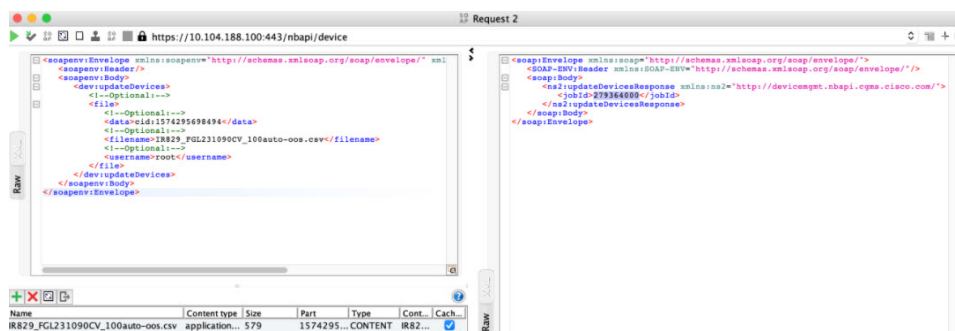 Request 2
https://10.104.188.100:443/nbapi/device
<soapenv:Envelope xmlns:soapenv="http://schemas.xmlsoap.org/soap/envelope/" xml
<soapenv:Header/>
<soapenv:Body>
<dev:updateDevices>
<!--Optional:-->
<file>
<!--Optional:-->
<data>cid:1574295698494</data>
<!--Optional:-->
<filename>IR829_FGL231090CV_100auto-oos.csv</filename>
<!--Optional:-->
<username>root</username>
</file>
</dev:updateDevices>
</soapenv:Body>
</soapenv:Envelope>
Raw
Name Content type Size Part Type Cont... Cach...
IR829_FGL231090CV_100auto-oos.csv application... 579 1574295... CONTENT IR82...
<soap:Envelope xmlns:soap="http://schemas.xmlsoap.org/soap/envelope/">
<SOAP-ENV:Header xmlns:SOAP-ENV="http://schemas.xmlsoap.org/soap/envelope/"/>
<soap:Body>
<ns2:updateDevicesResponse xmlns:ns2="http://devicemgmt.nbapi.cgms.cisco.com/">
<jobId>279364000</jobId>
</ns2:updateDevicesResponse>
</soap:Body>
</soap:Envelope>
Raw